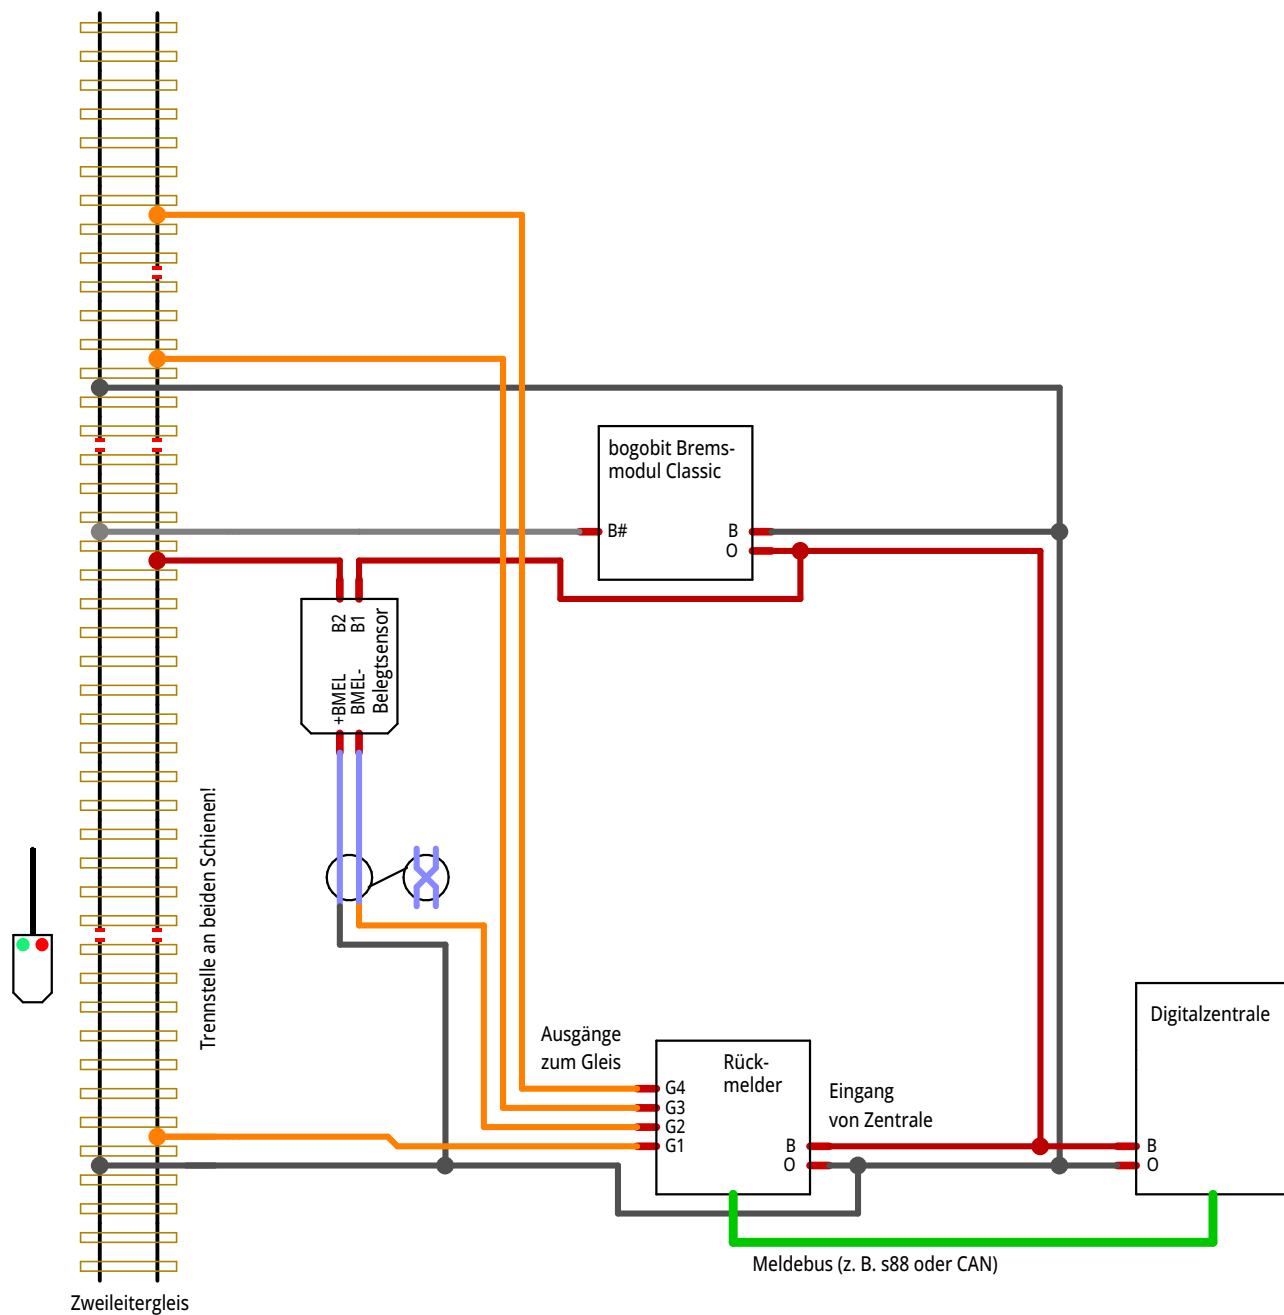 bogobit Brems-
modul Classic
B#
B
O
B2
B1
+BMEL
BMEL-
Belegtsensor
Trennstelle an beiden Schienen!
Ausgänge
zum Gleis
Rück-
melder
G4
G3
G2
G1
B
O
Eingang
von Zentrale
Digitalzentrale
B
O
Meldebus (z. B. s88 oder CAN)
Zweileitergleis